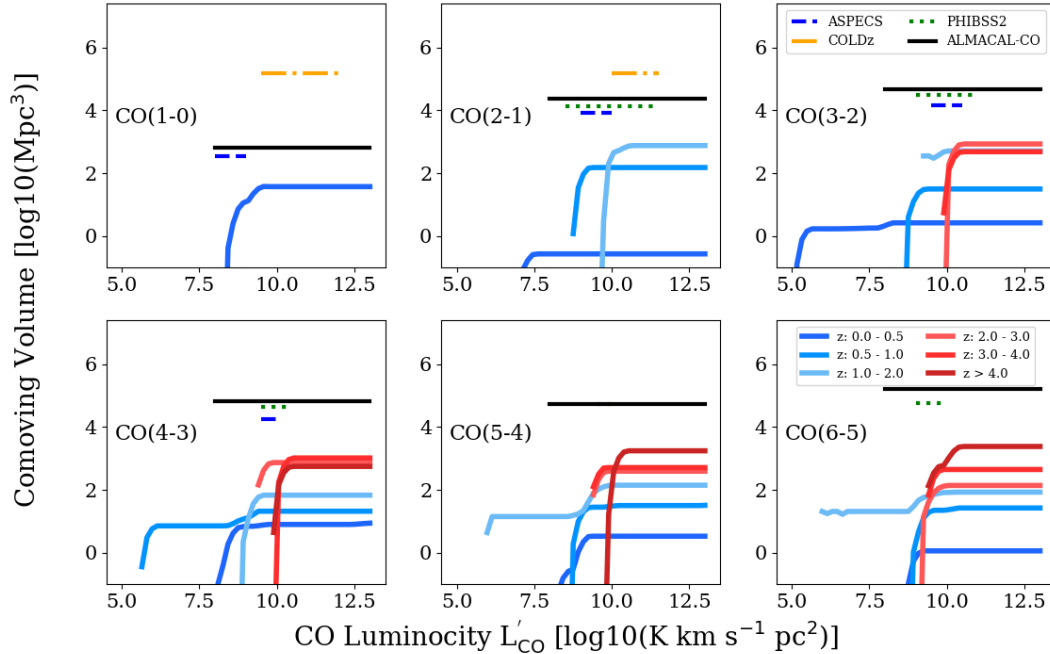 Comoving Volume [log10(Mpc³)]
6
4
2
0
5.0 7.5 10.0 12.5
CO(1-0)
6
4
2
0
5.0 7.5 10.0 12.5
CO(2-1)
6
4
2
0
5.0 7.5 10.0 12.5
CO(3-2)
ASPECS PHIBSS2
COLDz ALMACAL-CO
6
4
2
0
5.0 7.5 10.0 12.5
CO(4-3)
6
4
2
0
5.0 7.5 10.0 12.5
CO(5-4)
6
4
2
0
5.0 7.5 10.0 12.5
CO(6-5)
z: 0.0 - 0.5 z: 2.0 - 3.0
z: 0.5 - 1.0 z: 3.0 - 4.0
z: 1.0 - 2.0 z > 4.0
CO Luminocity L′CO [log10(K km s⁻¹ pc²)]